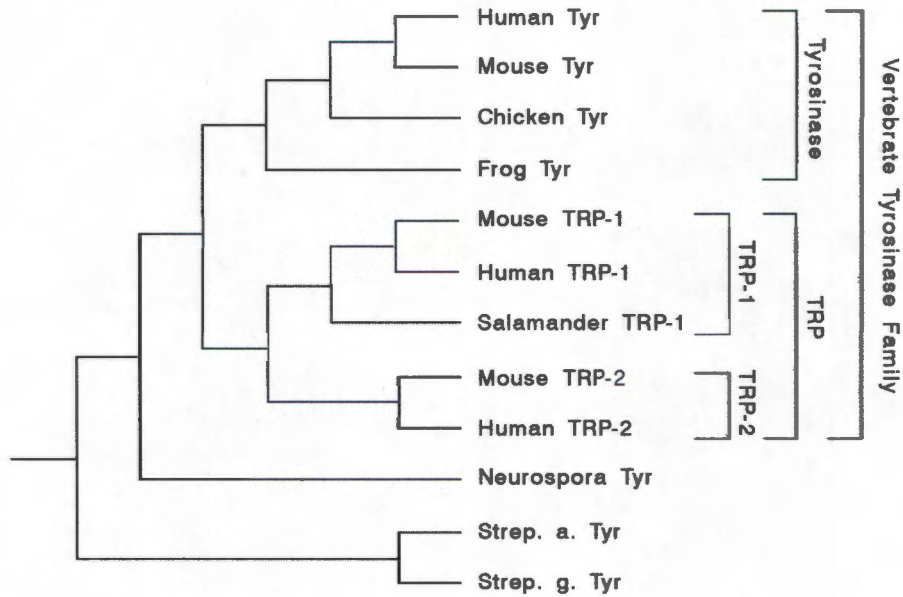 Human Tyr
Mouse Tyr
Chicken Tyr
Frog Tyr
Mouse TRP-1
Human TRP-1
Salamander TRP-1
Mouse TRP-2
Human TRP-2
Neurospora Tyr
Strep. a. Tyr
Strep. g. Tyr
Tyrosinase
TRP-1
TRP-2
TRP
Vertebrate Tyrosinase Family